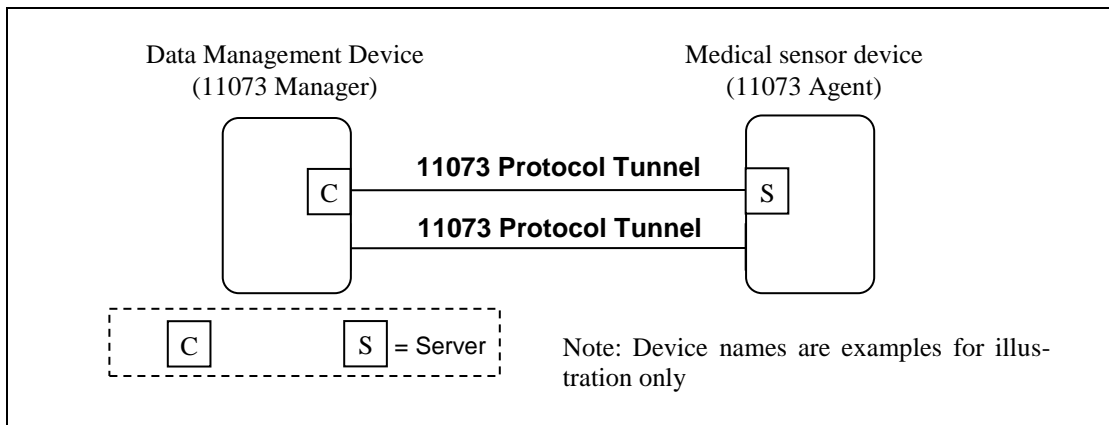 Data Management Device
(11073 Manager)
Medical sensor device
(11073 Agent)
11073 Protocol Tunnel
C
S
11073 Protocol Tunnel
C
S = Server
Note: Device names are examples for illus-
tration only